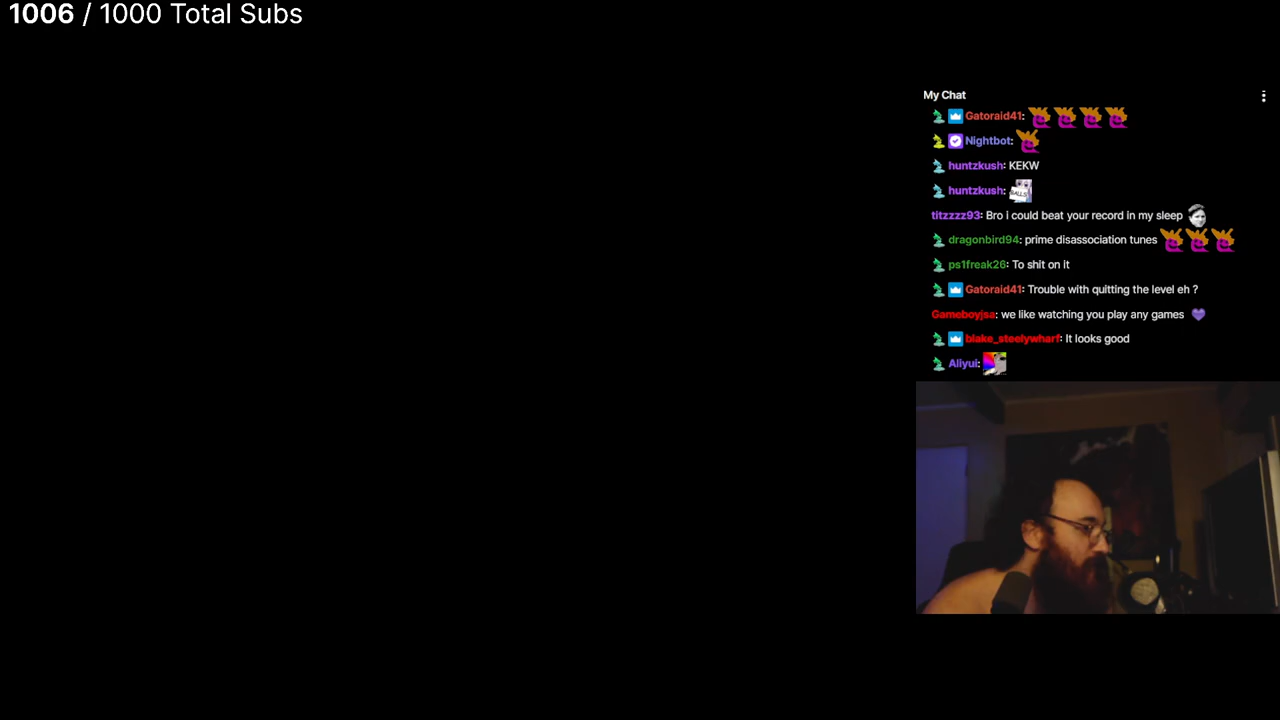 1006 / 1000 Total Subs
My Chat
Gatoraid41:
Nightbot:
huntzkush: KEKW
huntzkush: BALLS
titzzzz93: Bro i could beat your record in my sleep
dragonbird94: prime disassociation tunes
ps1freak26: To shit on it
Gatoraid41: Trouble with quitting the level eh ?
Gameboyjsa: we like watching you play any games
blake_steelywharf: It looks good
Aliyui: